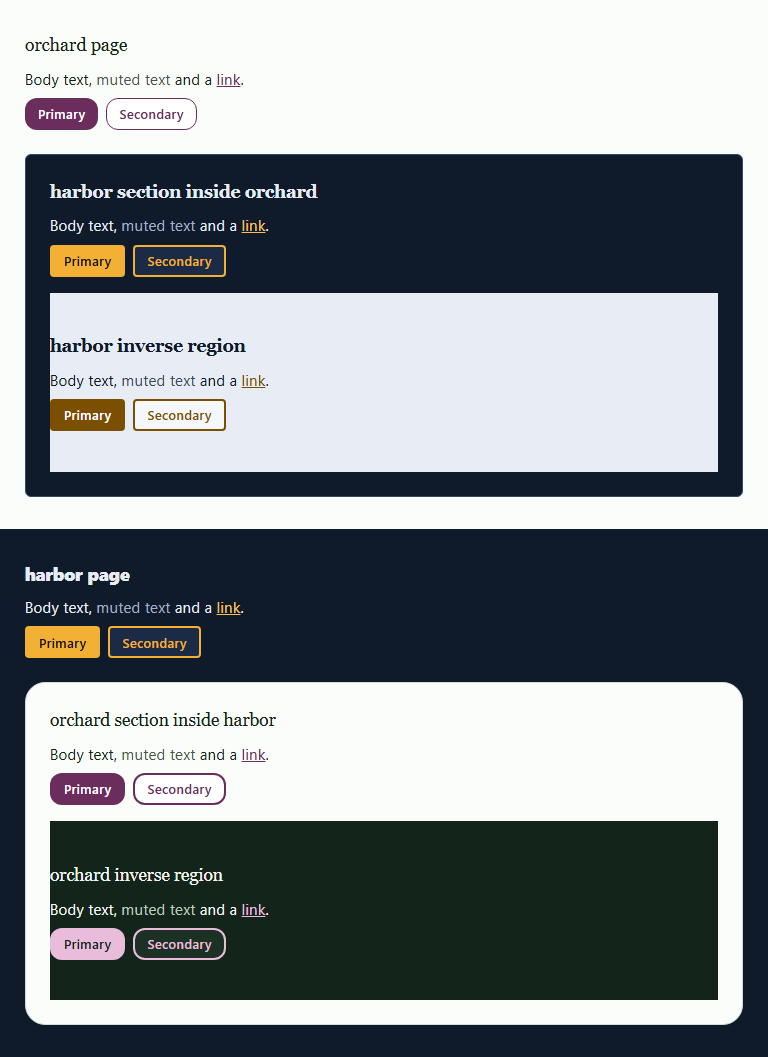 orchard page
Body text, muted text and a link.
Primary Secondary
harbor section inside orchard
Body text, muted text and a link.
Primary Secondary
harbor inverse region
Body text, muted text and a link.
Primary Secondary
harbor page
Body text, muted text and a link.
Primary Secondary
orchard section inside harbor
Body text, muted text and a link.
Primary Secondary
orchard inverse region
Body text, muted text and a link.
Primary Secondary